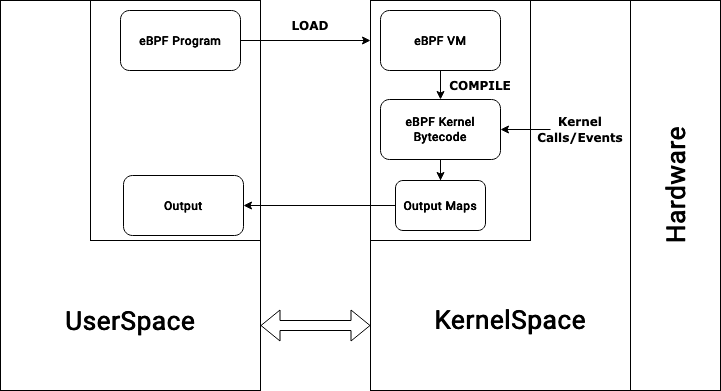 eBPF Program
LOAD
eBPF VM
COMPILE
eBPF Kernel
Bytecode
Kernel
Calls/Events
Output
Output Maps
UserSpace
KernelSpace
Hardware